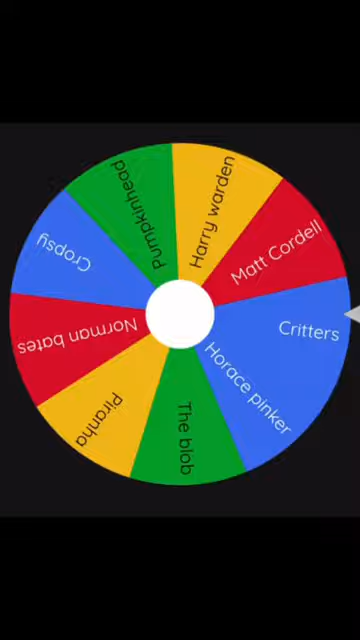 Pumpkinhead
Harry warden
Matt Cordell
Critters
Horace pinker
The blob
Piranha
Norman bates
Cropsy